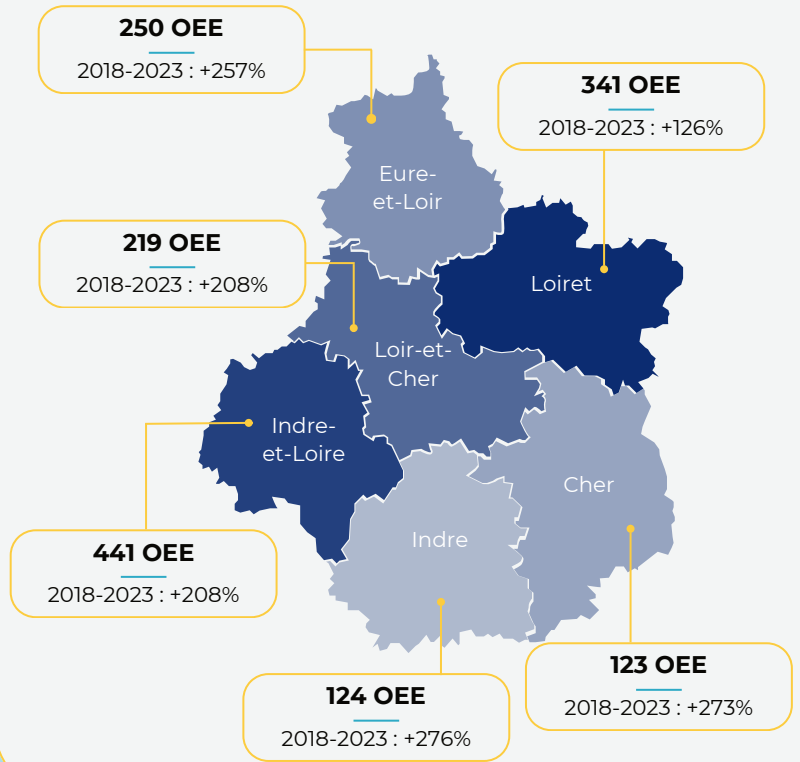 250 OEE
2018-2023 : +257%
341 OEE
2018-2023 : +126%
Eure-
et-Loir
219 OEE
2018-2023 : +208%
Loiret
Loir-et-
Cher
Indre-
et-Loire
Cher
Indre
441 OEE
2018-2023 : +208%
123 OEE
2018-2023 : +273%
124 OEE
2018-2023 : +276%